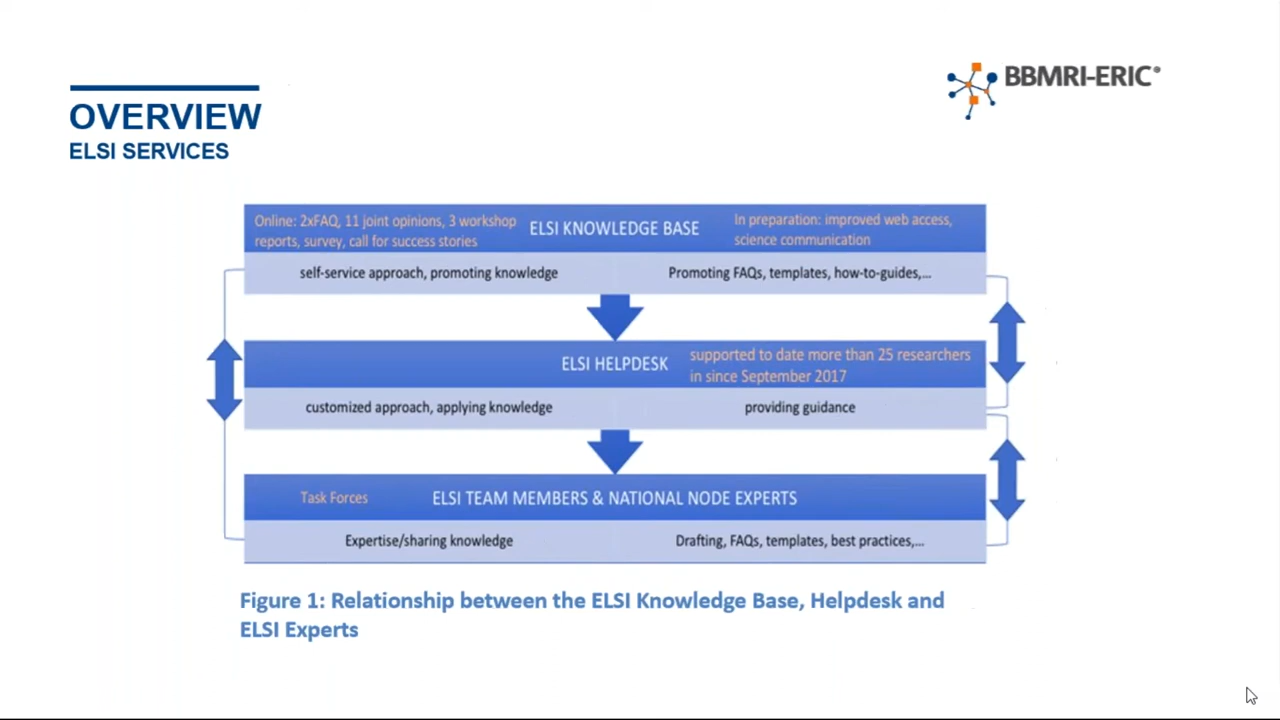 BBMRI-ERIC®
OVERVIEW
ELSI SERVICES
Online: 2xFAQ, 11 joint opinions, 3 workshop
reports, survey, call for success stories
ELSI KNOWLEDGE BASE
In preparation: improved web access,
science communication
self-service approach, promoting knowledge
Promoting FAQs, templates, how-to-guides,...
ELSI HELPDESK
supported to date more than 25 researchers
in since September 2017
customized approach, applying knowledge
providing guidance
Task Forces
ELSI TEAM MEMBERS & NATIONAL NODE EXPERTS
Expertise/sharing knowledge
Drafting, FAQs, templates, best practices,...
Figure 1: Relationship between the ELSI Knowledge Base, Helpdesk and
ELSI Experts